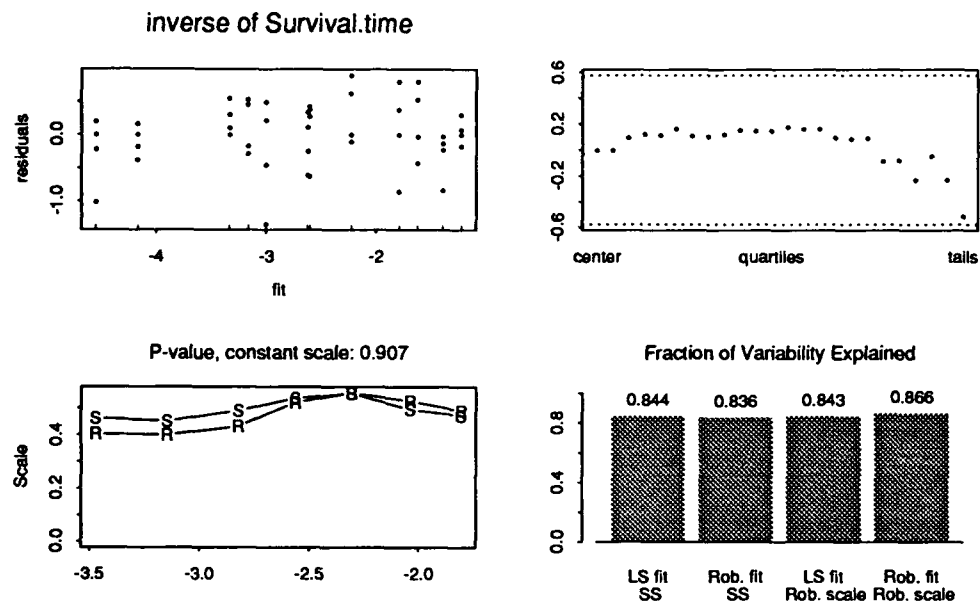 inverse of Survival.time
residuals
0.0
-1.0
-4
-3
-2
fit
0.6
0.2
-0.2
-0.6
center
quartiles
tails
P-value, constant scale: 0.907
Scale
0.4
0.2
0.0
S
S
S
S
S
S
S
R
R
R
R
R
R
R
-3.5
-3.0
-2.5
-2.0
Fraction of Variability Explained
0.8
0.4
0.0
0.844
0.836
0.843
0.866
LS fit
SS
Rob. fit
SS
LS fit
Rob. scale
Rob. fit
Rob. scale